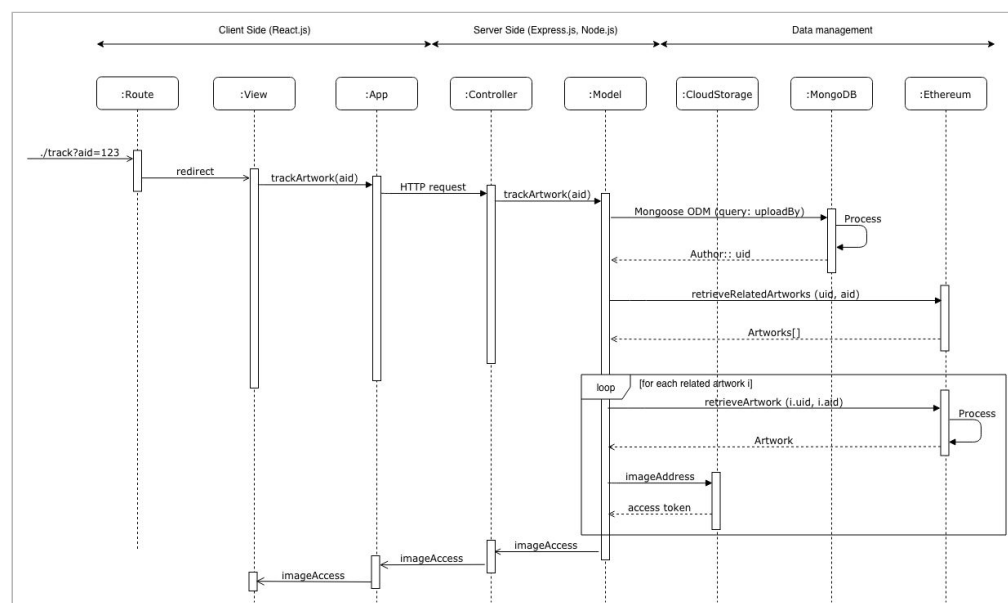 Client Side (React.js)
Server Side (Express.js, Node.js)
Data management
:Route
:View
:App
:Controller
:Model
:CloudStorage
:MongoDB
:Ethereum
./track?aid=123
redirect
trackArtwork(aid)
HTTP request
trackArtwork(aid)
Mongoose ODM (query: uploadBy)
Process
Author:: uid
retrieveRelatedArtworks (uid, aid)
Artworks[]
loop
[for each related artwork i]
retrieveArtwork (i.uid, i.aid)
Process
Artwork
imageAddress
access token
imageAccess
imageAccess
imageAccess